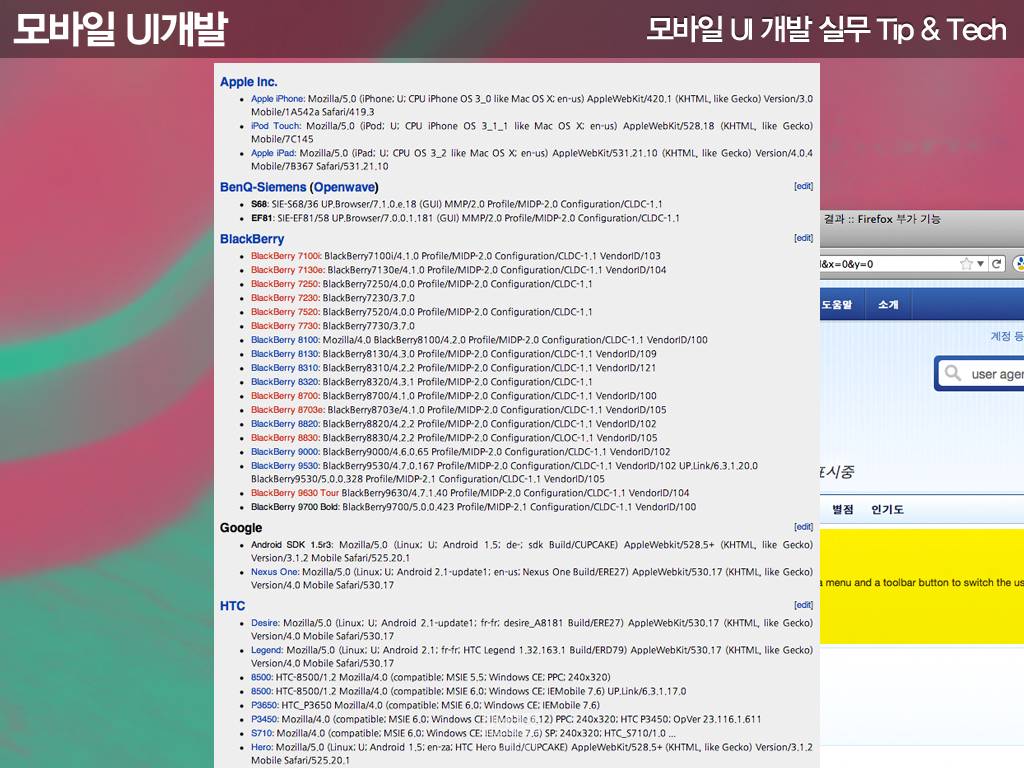 모바일 UI개발
모바일 UI 개발 실무 Tip & Tech
Apple Inc.
Apple iPhone: Mozilla/5.0 (iPhone; U; CPU iPhone OS 3_0 like Mac OS X; en-us) AppleWebKit/420.1 (KHTML, like Gecko) Version/3.0
Mobile/1A542a Safari/419.3
iPod Touch: Mozilla/5.0 (iPod; U; CPU iPhone OS 3_1_1 like Mac OS X; en-us) AppleWebKit/528.18 (KHTML, like Gecko)
Mobile/7C145
Apple iPad: Mozilla/5.0 (iPad; U; CPU OS 3_2 like Mac OS X; en-us) AppleWebKit/531.21.10 (KHTML, like Gecko) Version/4.0.4
Mobile/7B367 Safari/531.21.10
BenQ-Siemens (Openwave) [edit]
S68: SIE-S68/36 UP.Browser/7.1.0.e.18 (GUI) MMP/2.0 Profile/MIDP-2.0 Configuration/CLDC-1.1
EF81: SIE-EF81/58 UP.Browser/7.0.0.1.181 (GUI) MMP/2.0 Profile/MIDP-2.0 Configuration/CLDC-1.1
BlackBerry [edit]
BlackBerry 7100i: BlackBerry7100i/4.1.0 Profile/MIDP-2.0 Configuration/CLDC-1.1 VendorID/103
BlackBerry 7130e: BlackBerry7130e/4.1.0 Profile/MIDP-2.0 Configuration/CLDC-1.1 VendorID/104
BlackBerry 7250: BlackBerry7250/4.0.0 Profile/MIDP-2.0 Configuration/CLDC-1.1
BlackBerry 7230: BlackBerry7230/3.7.0
BlackBerry 7520: BlackBerry7520/4.0.0 Profile/MIDP-2.0 Configuration/CLDC-1.1
BlackBerry 7730: BlackBerry7730/3.7.0
BlackBerry 8100: Mozilla/4.0 BlackBerry8100/4.2.0 Profile/MIDP-2.0 Configuration/CLDC-1.1 VendorID/100
BlackBerry 8130: BlackBerry8130/4.3.0 Profile/MIDP-2.0 Configuration/CLDC-1.1 VendorID/109
BlackBerry 8310: BlackBerry8310/4.2.2 Profile/MIDP-2.0 Configuration/CLDC-1.1 VendorID/121
BlackBerry 8320: BlackBerry8320/4.3.1 Profile/MIDP-2.0 Configuration/CLDC-1.1
BlackBerry 8700: BlackBerry8700/4.1.0 Profile/MIDP-2.0 Configuration/CLDC-1.1 VendorID/100
BlackBerry 8703e: BlackBerry8703e/4.1.0 Profile/MIDP-2.0 Configuration/CLDC-1.1 VendorID/105
BlackBerry 8820: BlackBerry8820/4.2.2 Profile/MIDP-2.0 Configuration/CLDC-1.1 VendorID/102
BlackBerry 8830: BlackBerry8830/4.2.2 Profile/MIDP-2.0 Configuration/CLOC-1.1 VendorID/105
BlackBerry 9000: BlackBerry9000/4.6.0.65 Profile/MIDP-2.0 Configuration/CLDC-1.1 VendorID/102
BlackBerry 9530: BlackBerry9530/4.7.0.167 Profile/MIDP-2.0 Configuration/CLDC-1.1 VendorID/102 UP.Link/6.3.1.20.0
BlackBerry9530/5.0.0.328 Profile/MIDP-2.1 Configuration/CLDC-1.1 VendorID/105
BlackBerry 9630 Tour BlackBerry9630/4.7.1.40 Profile/MIDP-2.0 Configuration/CLDC-1.1 VendorID/104
BlackBerry 9700 Bold: BlackBerry9700/5.0.0.423 Profile/MIDP-2.1 Configuration/CLDC-1.1 VendorID/100
Google [edit]
Android SDK 1.5r3: Mozilla/5.0 (Linux; U; Android 1.5; de-; sdk Build/CUPCAKE) AppleWebkit/528.5+ (KHTML, like Gecko)
Version/3.1.2 Mobile Safari/525.20.1
Nexus One: Mozilla/5.0 (Linux; U; Android 2.1-update1; en-us; Nexus One Build/ERE27) AppleWebKit/530.17 (KHTML, like Gecko)
Version/4.0 Mobile Safari/530.17
HTC [edit]
Desire: Mozilla/5.0 (Linux; U; Android 2.1-update1; fr-fr; desire_A8181 Build/ERE27) AppleWebKit/530.17 (KHTML, like Gecko)
Version/4.0 Mobile Safari/530.17
Legend: Mozilla/5.0 (Linux; U; Android 2.1; fr-fr; HTC Legend 1.32.163.1 Build/ERD79) AppleWebKit/530.17 (KHTML, like Gecko)
Version/4.0 Mobile Safari/530.17
8500: HTC-8500/1.2 Mozilla/4.0 (compatible; MSIE 5.5; Windows CE; PPC; 240x320)
8500: HTC-8500/1.2 Mozilla/4.0 (compatible; MSIE 6.0; Windows CE; IEMobile 7.6) UP.Link/6.3.1.17.0
P3650: HTC_P3650 Mozilla/4.0 (compatible; MSIE 6.0; Windows CE; IEMobile 7.6)
P3450: Mozilla/4.0 (compatible; MSIE 6.0; Windows CE; IEMobile 6.12) PPC; 240x320; HTC P3450; OpVer 23.116.1.611
S710: Mozilla/4.0 (compatible; MSIE 6.0; Windows CE; IEMobile 7.6) SP; 240x320; HTC_S710/1.0 ...
Hero: Mozilla/5.0 (Linux; U; Android 1.5; en-za; HTC Hero Build/CUPCAKE) AppleWebKit/528.5+ (KHTML, like Gecko) Version/3.1.2
Mobile Safari/525.20.1
결과 :: Firefox 부가 기능
&x=0&y=0
도움말 소개
계정 등
user ager
표시중
별점 인기도
a menu and a toolbar button to switch the us